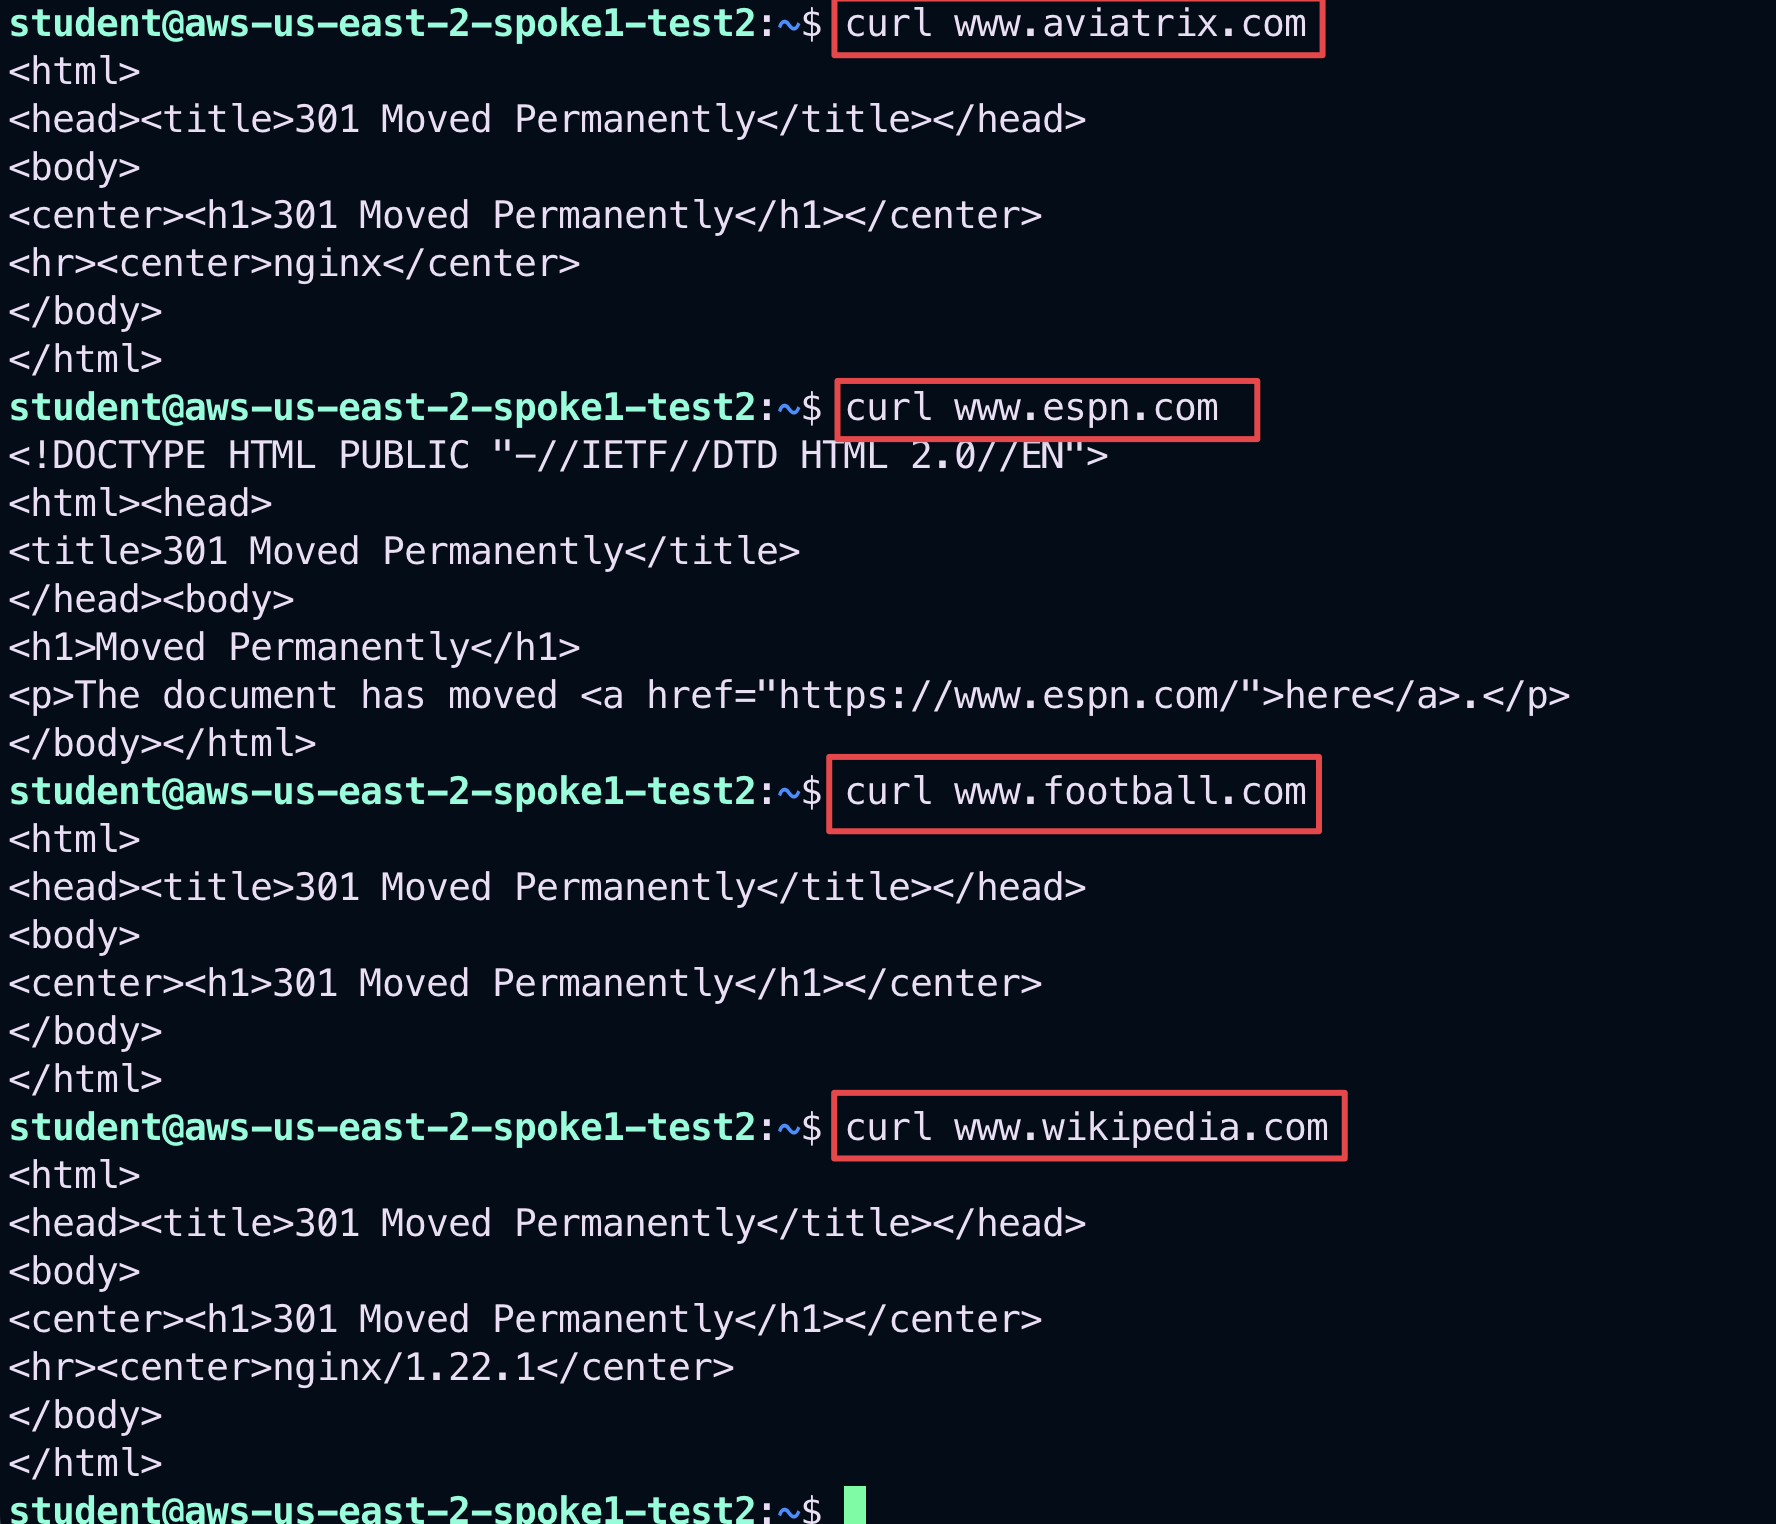 student@aws-us-east-2-spoke1-test2:~$ curl www.aviatrix.com
<html>
<head><title>301 Moved Permanently</title></head>
<body>
<center><h1>301 Moved Permanently</h1></center>
<hr><center>nginx</center>
</body>
</html>
student@aws-us-east-2-spoke1-test2:~$ curl www.espn.com
<!DOCTYPE HTML PUBLIC "-//IETF//DTD HTML 2.0//EN">
<html><head>
<title>301 Moved Permanently</title>
</head><body>
<h1>Moved Permanently</h1>
<p>The document has moved <a href="https://www.espn.com/">here</a>.</p>
</body></html>
student@aws-us-east-2-spoke1-test2:~$ curl www.football.com
<html>
<head><title>301 Moved Permanently</title></head>
<body>
<center><h1>301 Moved Permanently</h1></center>
</body>
</html>
student@aws-us-east-2-spoke1-test2:~$ curl www.wikipedia.com
<html>
<head><title>301 Moved Permanently</title></head>
<body>
<center><h1>301 Moved Permanently</h1></center>
<hr><center>nginx/1.22.1</center>
</body>
</html>
student@aws-us-east-2-spoke1-test2:~$